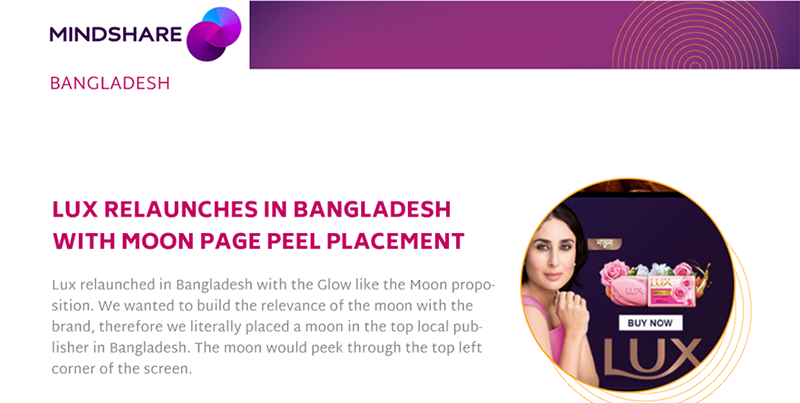 MINDSHARE
BANGLADESH
LUX RELAUNCHES IN BANGLADESH
WITH MOON PAGE PEEL PLACEMENT
Lux relaunched in Bangladesh with the Glow like the Moon propo-
sition. We wanted to build the relevance of the moon with the
brand, therefore we literally placed a moon in the top local pub-
lisher in Bangladesh. The moon would peek through the top left
corner of the screen.
নতুন
LUX
LUX
BUY NOW
LUX